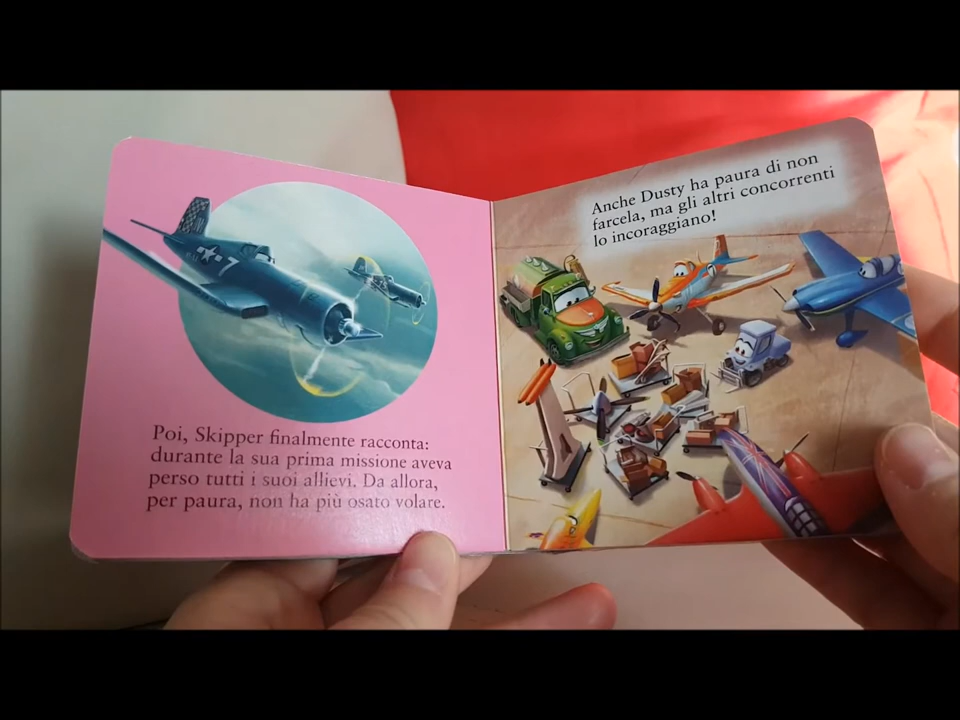 Poi, Skipper finalmente racconta:
durante la sua prima missione aveva
perso tutti i suoi allievi. Da allora,
per paura, non ha più osato volare.
Anche Dusty ha paura di non
farcela, ma gli altri concorrenti
lo incoraggiano!
7